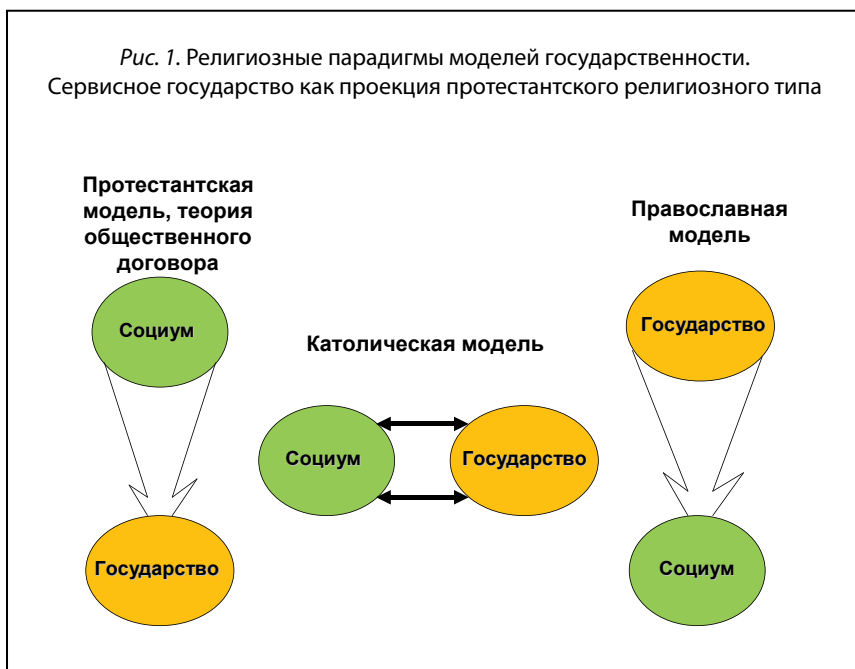 Рис. 1. Религиозные парадигмы моделей государственности.
Сервисное государство как проекция протестантского религиозного типа
Протестантская
модель, теория
общественного
договора
Социум
Государство
Католическая модель
Социум
Государство
Православная
модель
Государство
Социум